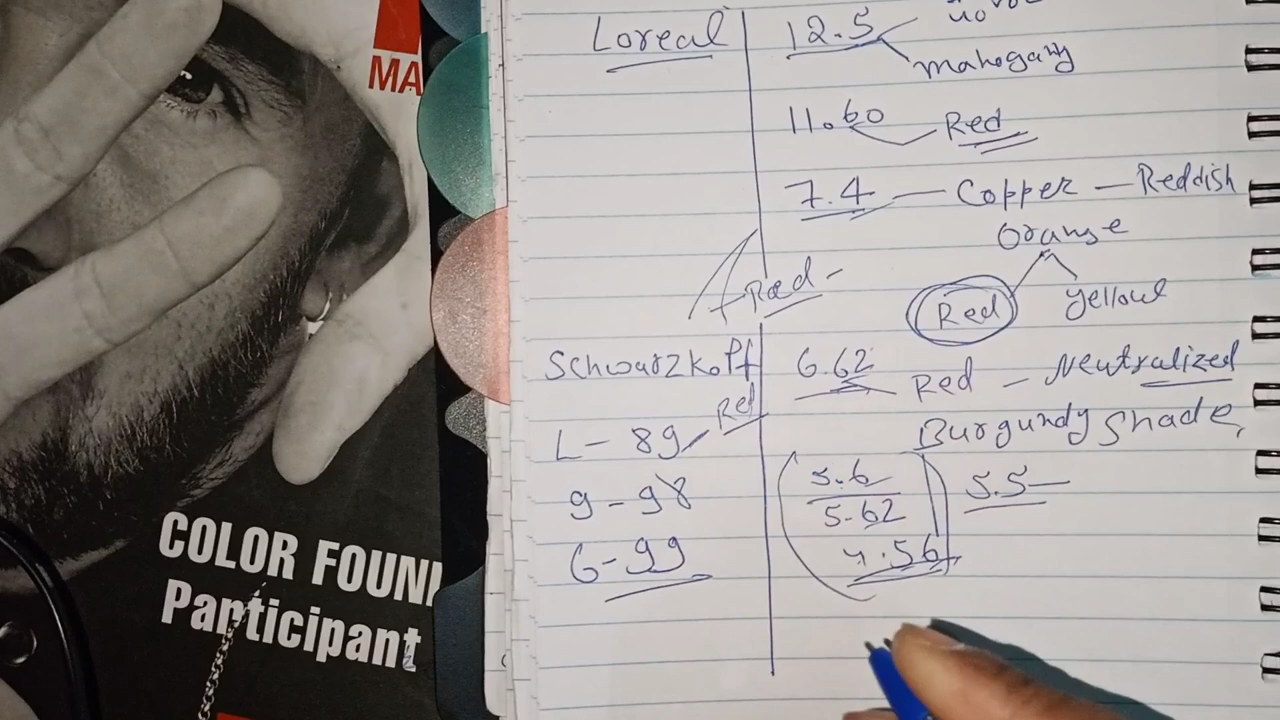 MA
COLOR FOUN
Participant
Loreal
12.5
mahogany
11.60 Red
7.4 — Copper — Reddish
Orange
Red yellow
Red -
Schwarzkopf
Red
L - 89
9 - 98
6 - 99
6.62 Red - Neutralized
Burgundy Shade,
5.6
5.62
4.56
5.5